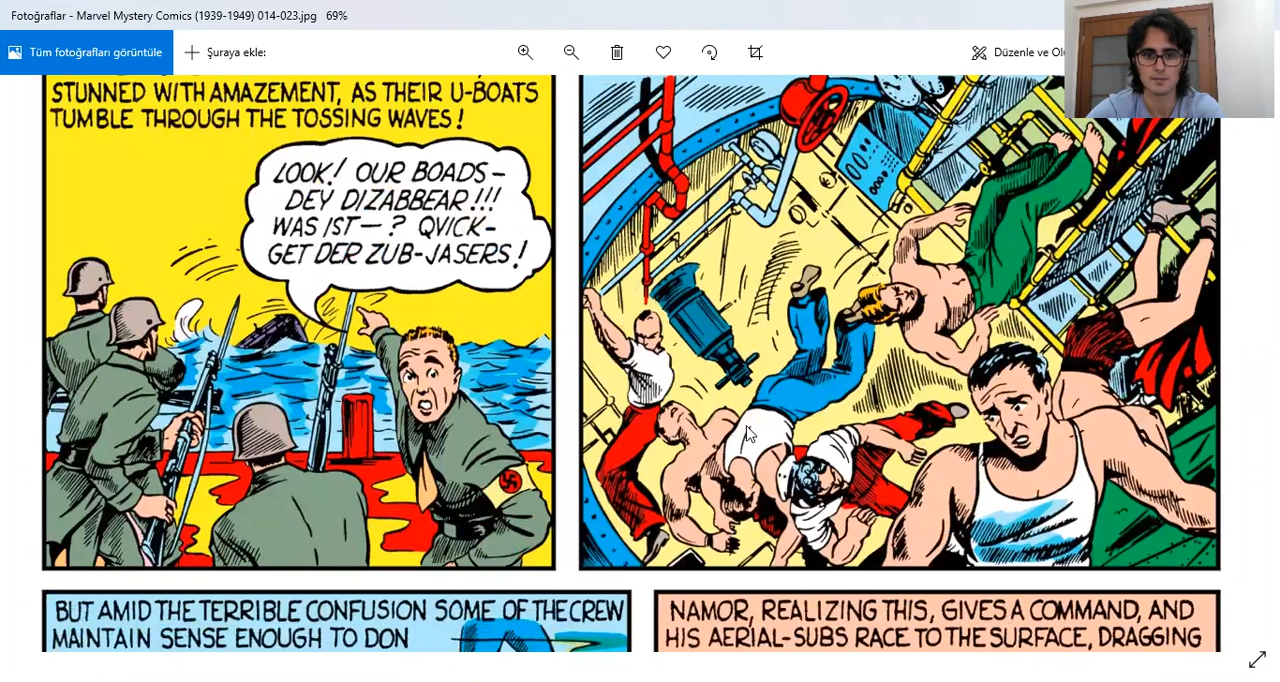 Fotoğraflar - Marvel Mystery Comics (1939-1949) 014-023.jpg 69%
Tüm fotoğrafları görüntüle
Şuraya ekle:
Düzenle ve Olu
STUNNED WITH AMAZEMENT, AS THEIR U-BOATS
TUMBLE THROUGH THE TOSSING WAVES!
LOOK! OUR BOADS-
DEY DIZABBEAR!!!
WAS IST-? QVICK-
GET DER ZUB-JASERS!
BUT AMID THE TERRIBLE CONFUSION SOME OF THE CREW
MAINTAIN SENSE ENOUGH TO DON
NAMOR, REALIZING THIS, GIVES A COMMAND, AND
HIS AERIAL-SUBS RACE TO THE SURFACE, DRAGGING